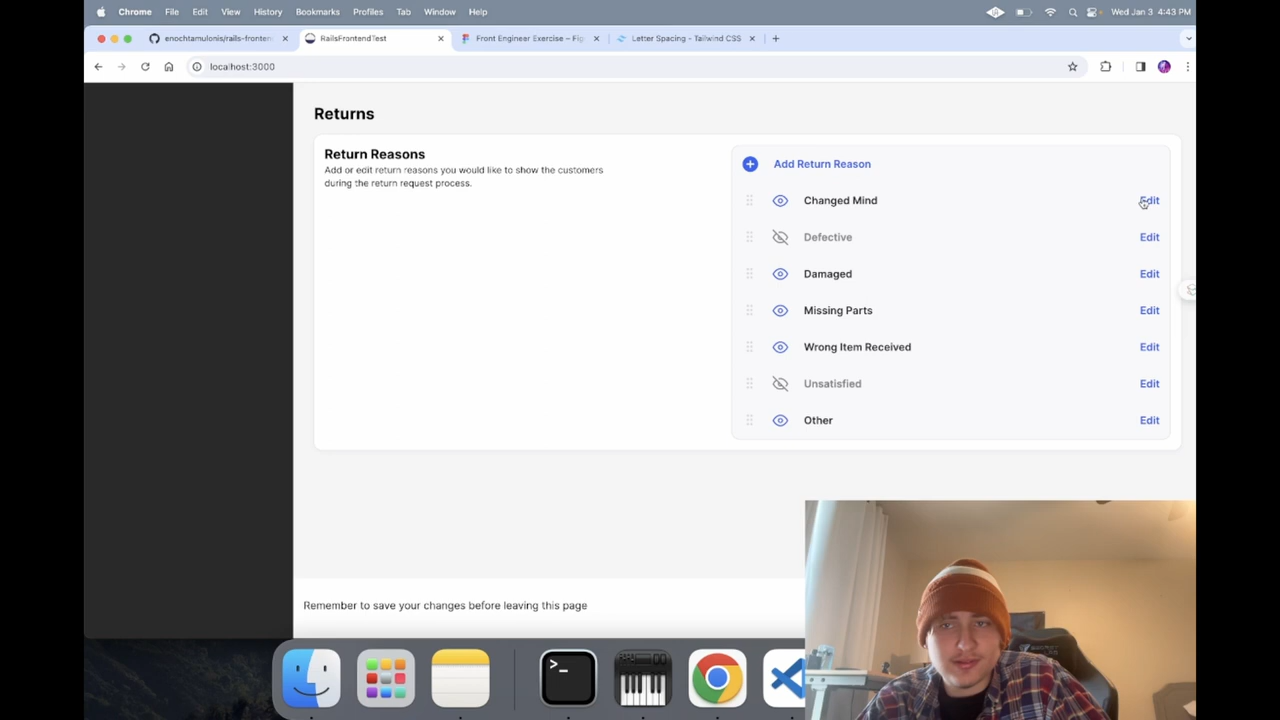 Chrome File Edit View History Bookmarks Profiles Tab Window Help Wed Jan 3 4:43 PM
enochtamulonis/rails-fronten RailsFrontendTest Front Engineer Exercise – Fig Letter Spacing - Tailwind CSS
localhost:3000
Returns
Return Reasons
Add or edit return reasons you would like to show the customers
during the return request process.
Add Return Reason
Changed Mind Edit
Defective Edit
Damaged Edit
Missing Parts Edit
Wrong Item Received Edit
Unsatisfied Edit
Other Edit
Remember to save your changes before leaving this page